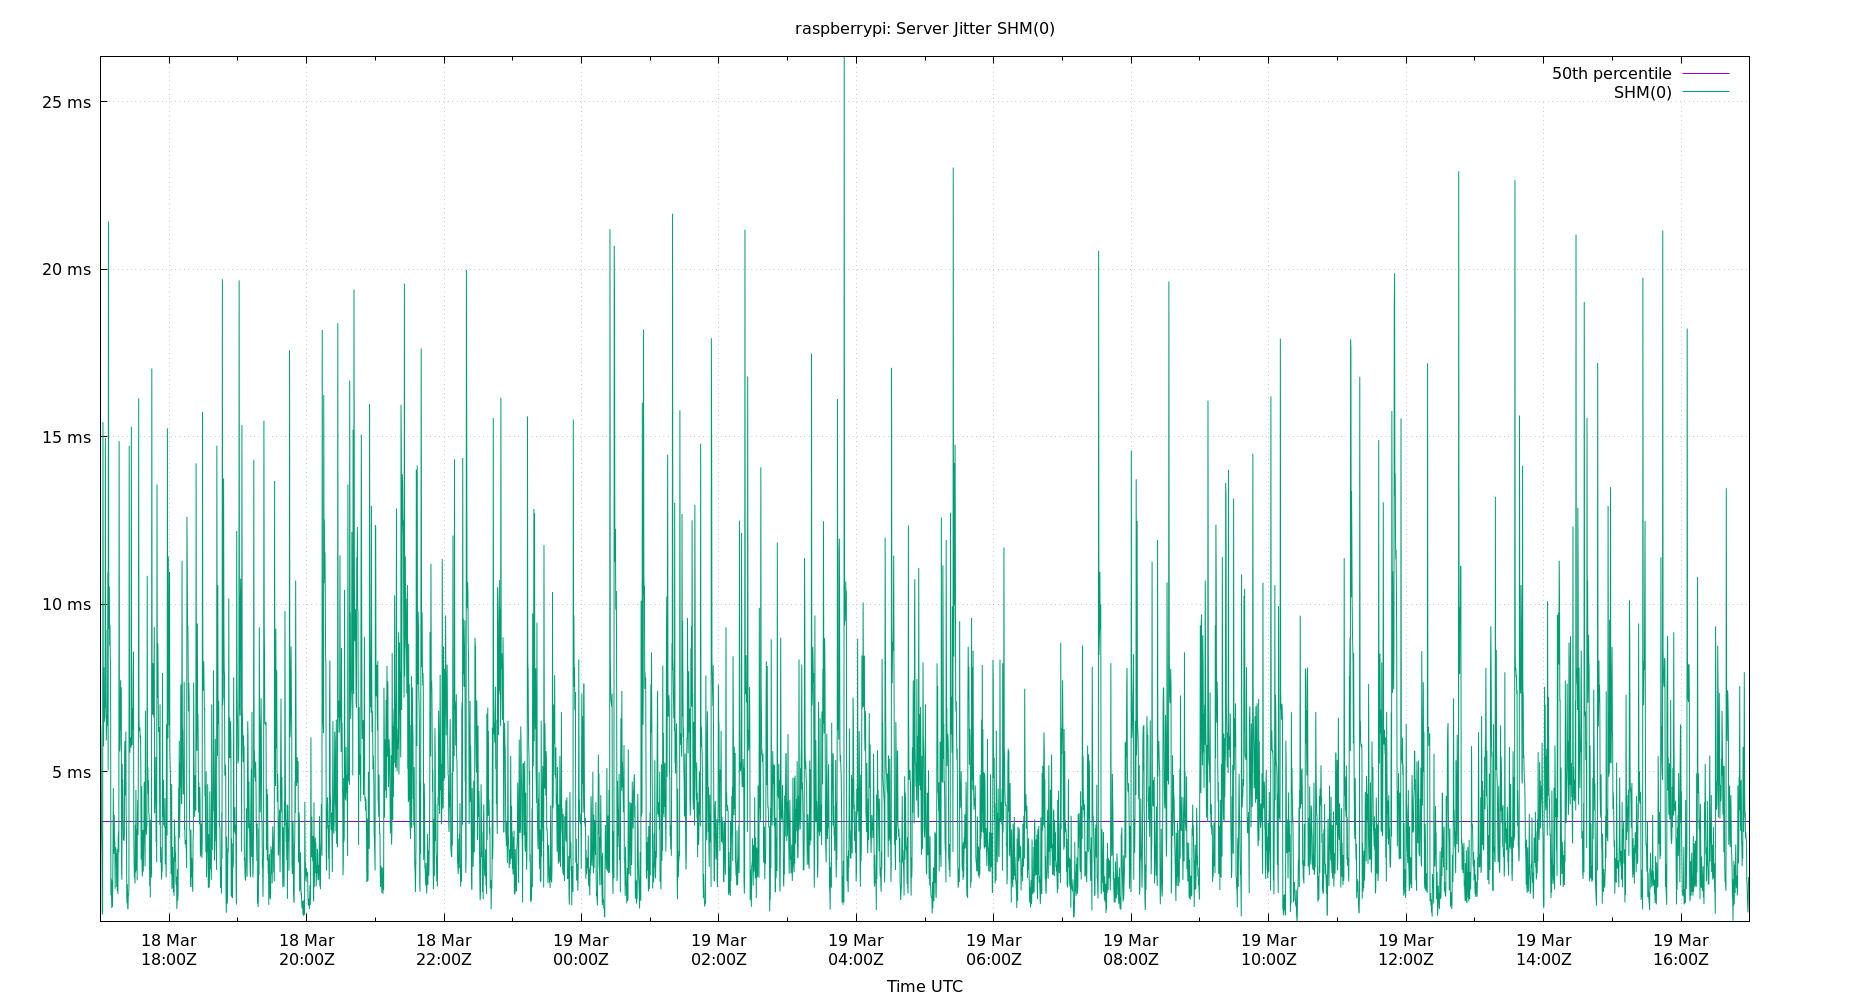 raspberrypi: Server Jitter SHM(0)
50th percentile
SHM(0)
25 ms
20 ms
15 ms
10 ms
5 ms
18 Mar 18 Mar 18 Mar 19 Mar 19 Mar 19 Mar 19 Mar 19 Mar 19 Mar 19 Mar 19 Mar 19 Mar
18:00Z 20:00Z 22:00Z 00:00Z 02:00Z 04:00Z 06:00Z 08:00Z 10:00Z 12:00Z 14:00Z 16:00Z
Time UTC